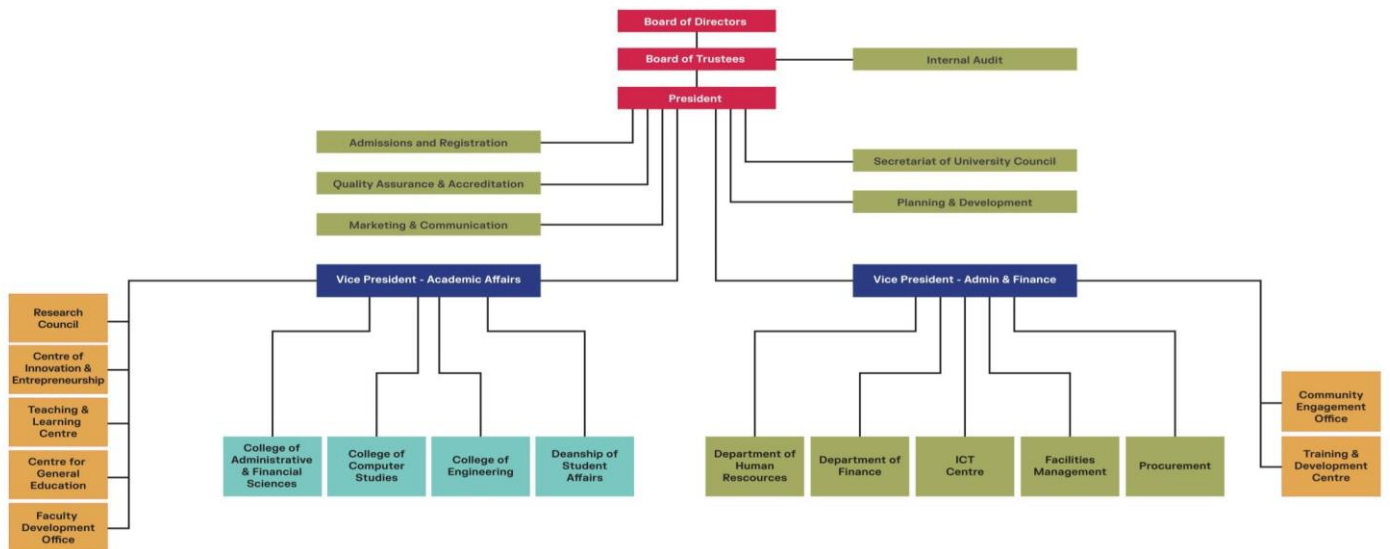 Board of Directors
Board of Trustees
Internal Audit
President
Admissions and Registration
Secretariat of University Council
Quality Assurance & Accreditation
Planning & Development
Marketing & Communication
Vice President - Academic Affairs
Vice President - Admin & Finance
Research
Council
Centre of
Innovation &
Entrepreneurship
Teaching &
Learning
Centre
Centre for
General
Education
Faculty
Development
Office
College of
Administrative
& Financial
Sciences
College of
Computer
Studies
College of
Engineering
Deanship of
Student
Affairs
Department of
Human
Rescources
Department of
Finance
ICT
Centre
Facilities
Management
Procurement
Community
Engagement
Office
Training &
Development
Centre